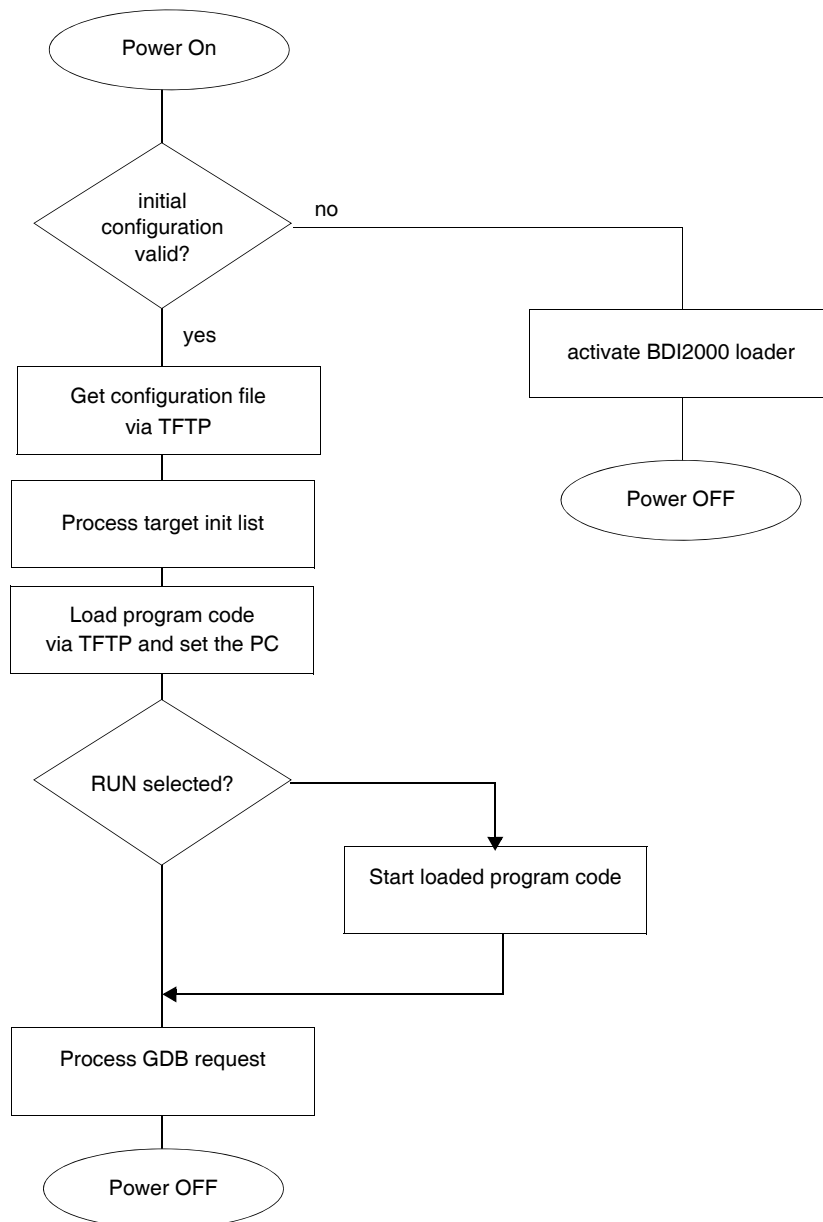 Power On
initial
configuration
valid?
no
yes
activate BDI2000 loader
Get configuration file
via TFTP
Power OFF
Process target init list
Load program code
via TFTP and set the PC
RUN selected?
Start loaded program code
Process GDB request
Power OFF